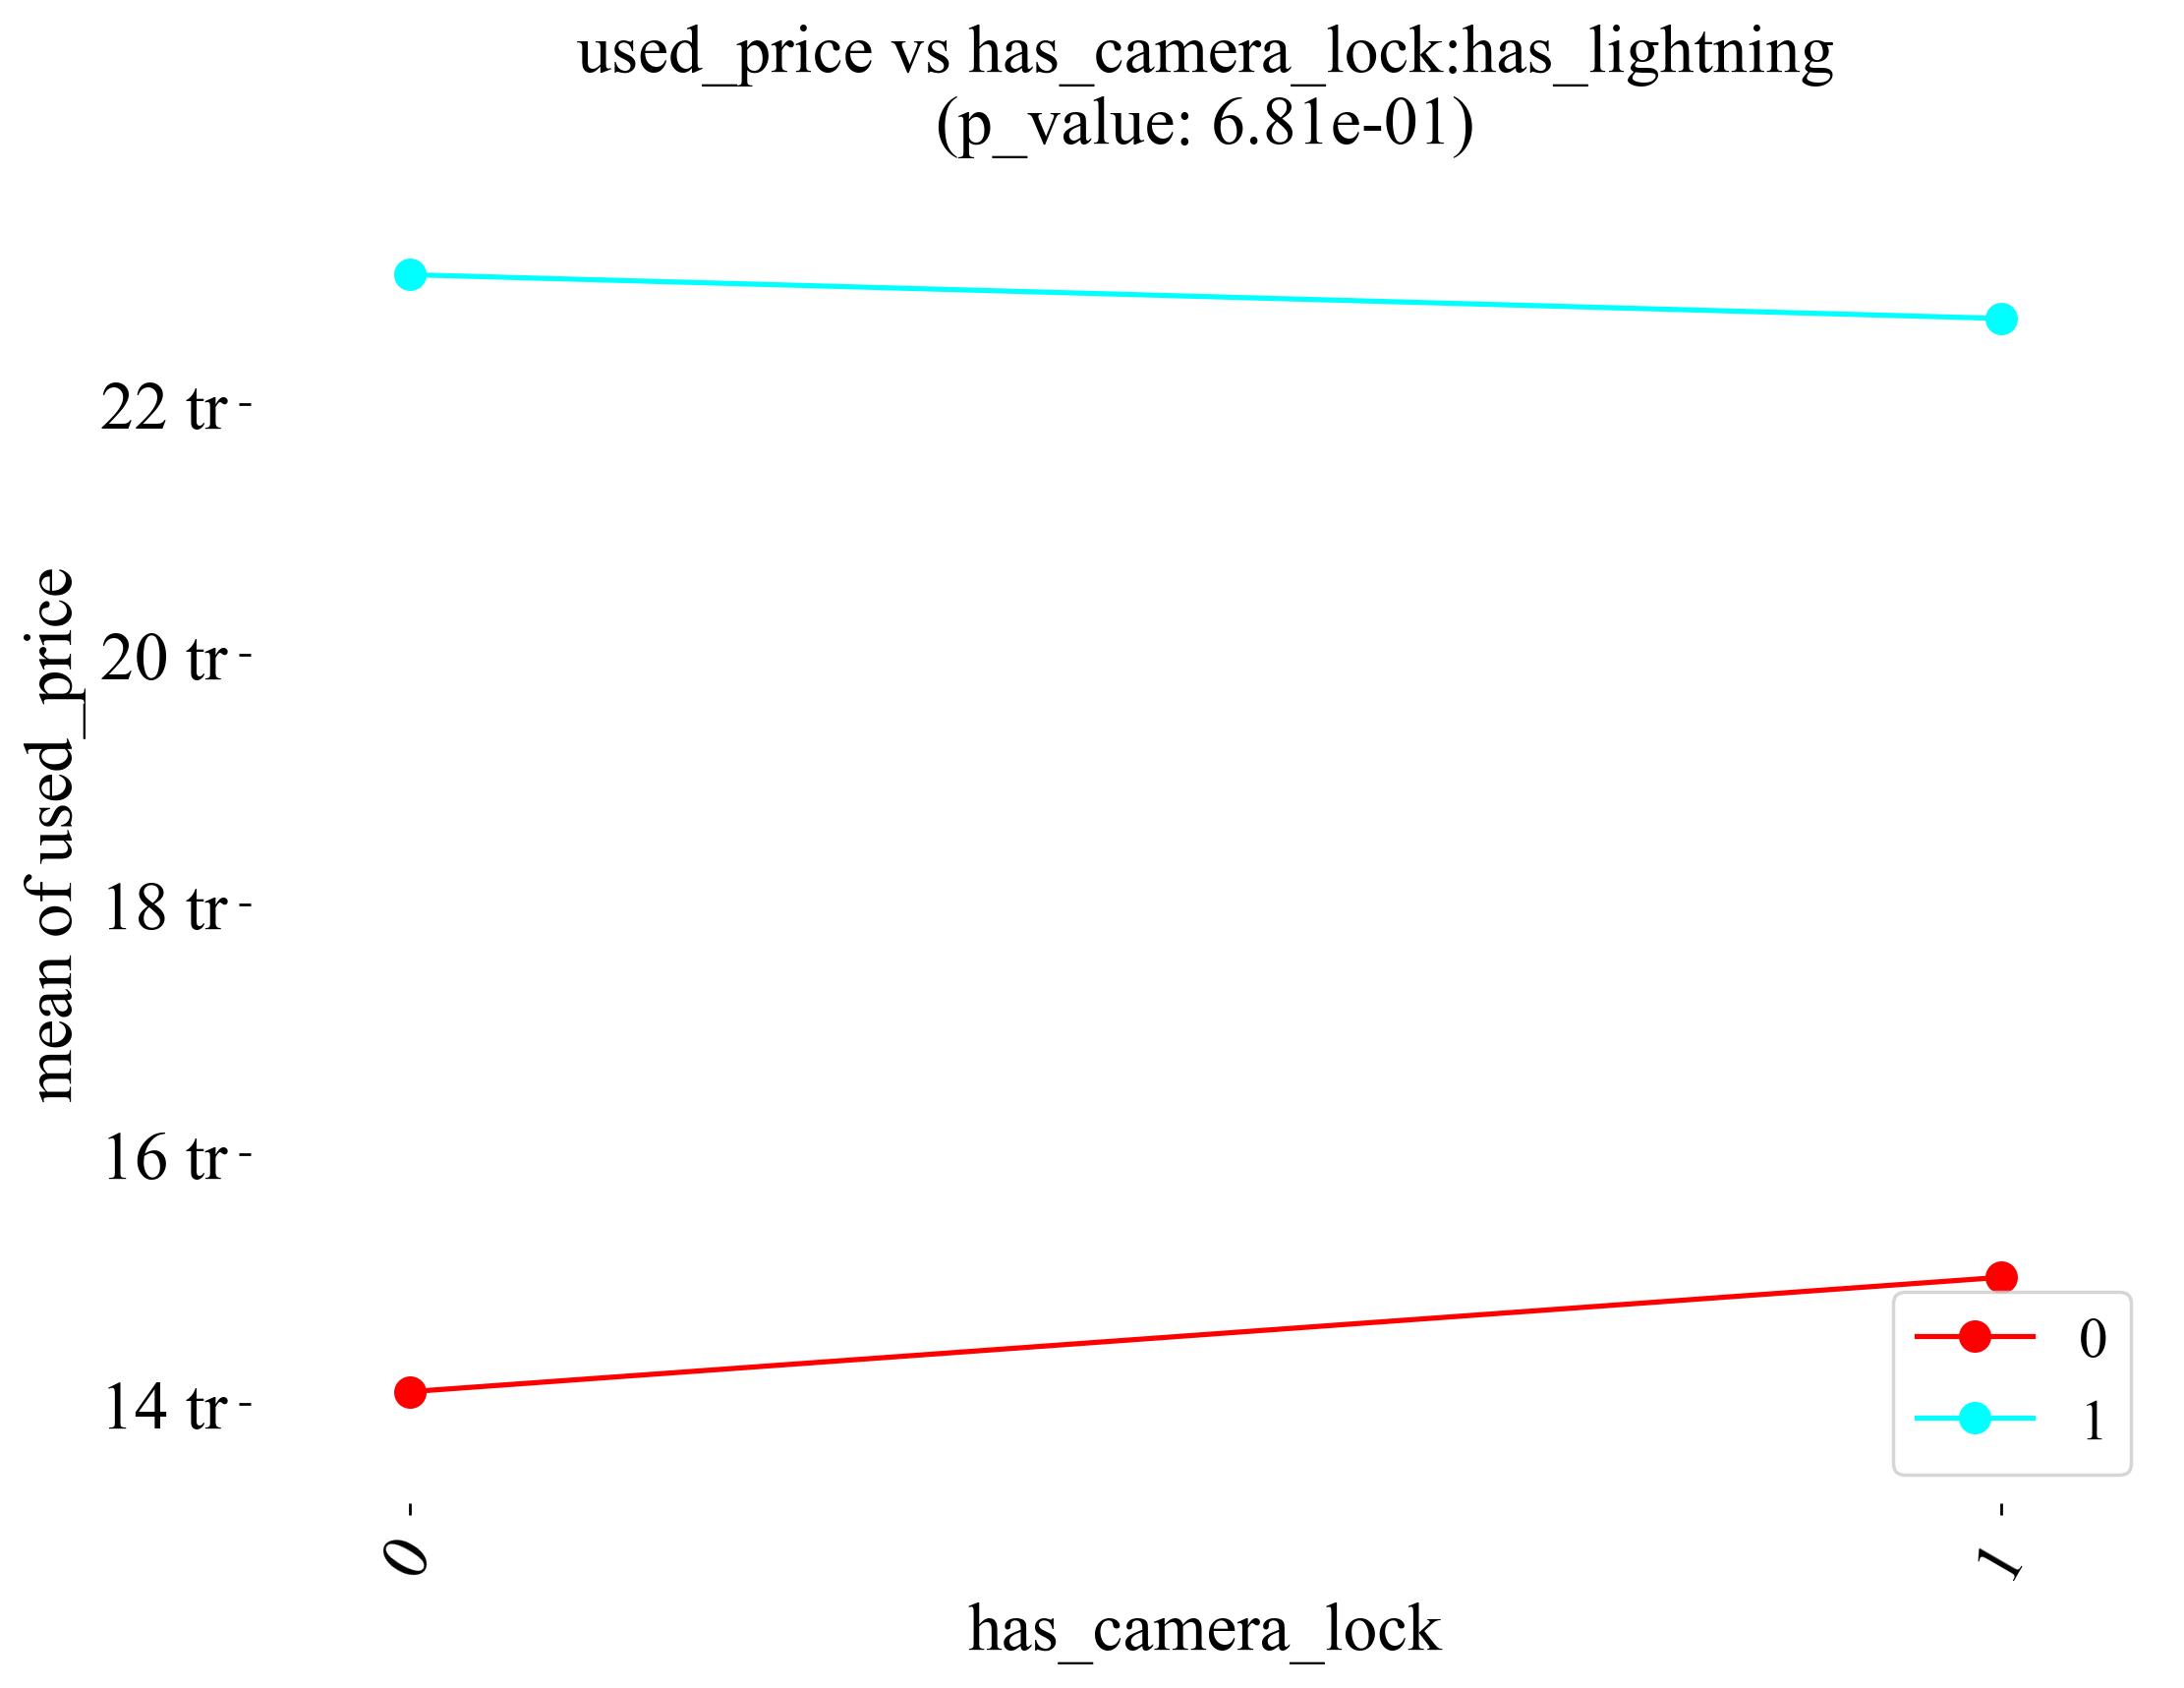 used_price vs has_camera_lock:has_lightning
(p_value: 6.81e-01)
mean of used_price
22 tr
20 tr
18 tr
16 tr
14 tr
0
1
0
1
has_camera_lock